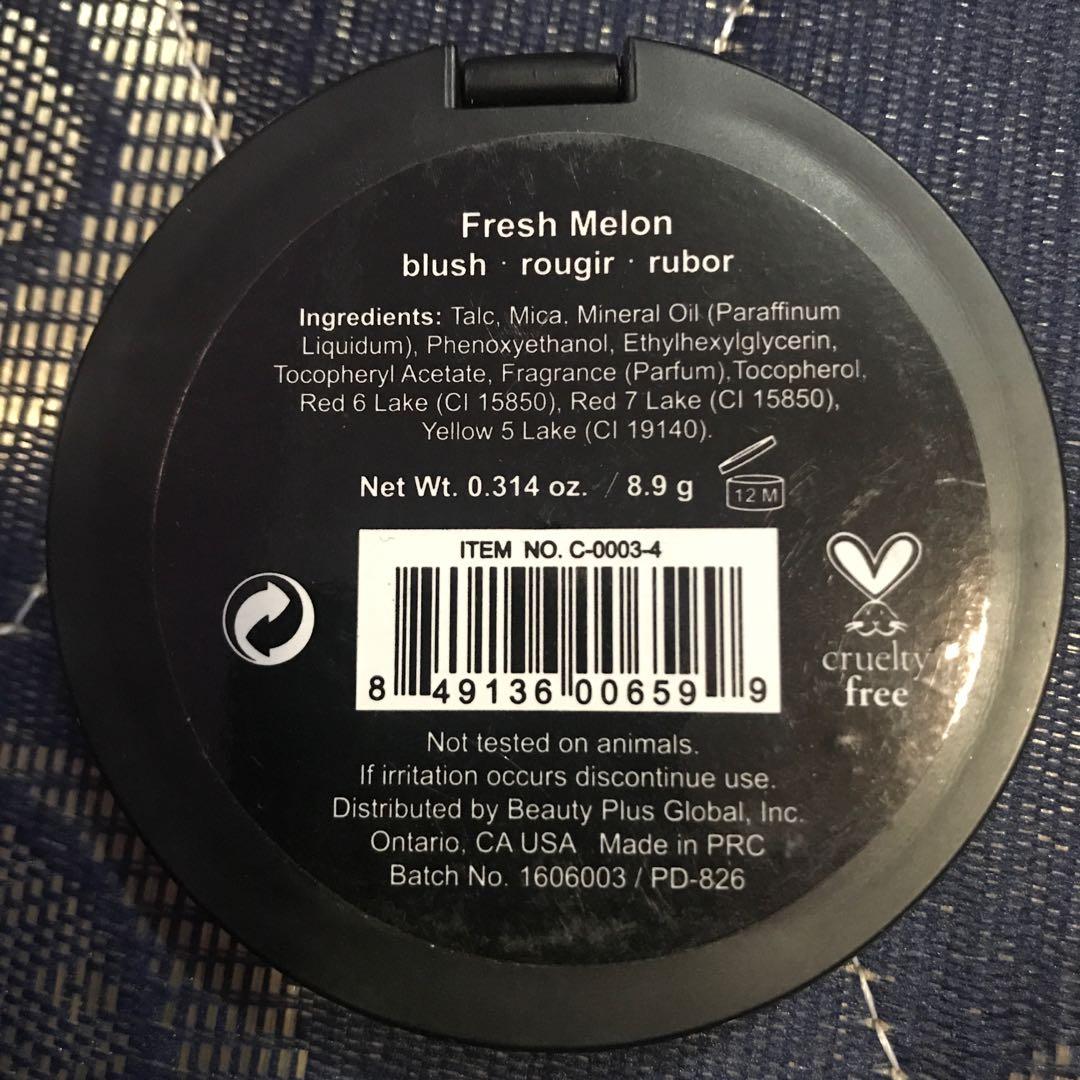 Fresh Melon
blush · rougir · rubor
Ingredients: Talc, Mica, Mineral Oil (Paraffinum
Liquidum), Phenoxyethanol, Ethylhexylglycerin,
Tocopheryl Acetate, Fragrance (Parfum),Tocopherol,
Red 6 Lake (CI 15850), Red 7 Lake (CI 15850),
Yellow 5 Lake (CI 19140).
Net Wt. 0.314 oz. / 8.9 g
12 M
ITEM NO. C-0003-4
8 49136 00659 9
cruelty
free
Not tested on animals.
If irritation occurs discontinue use.
Distributed by Beauty Plus Global, Inc.
Ontario, CA USA Made in PRC
Batch No. 1606003 / PD-826